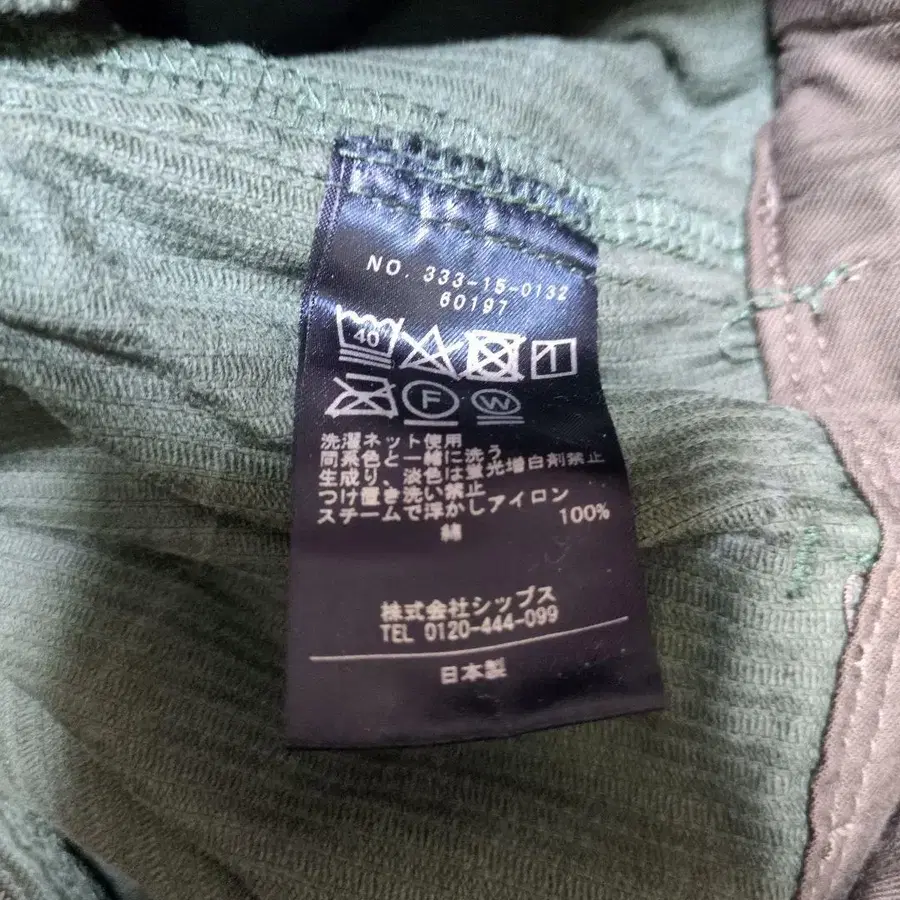 NO. 333-15-0132
60197
40
F W
洗濯ネット使用
同系色と一緒に洗う
生成り、淡色は蛍光増白剤禁止
つけ置き洗い禁止
スチームで浮かしアイロン
綿 100%
株式会社シップス
TEL 0120-444-099
日本製